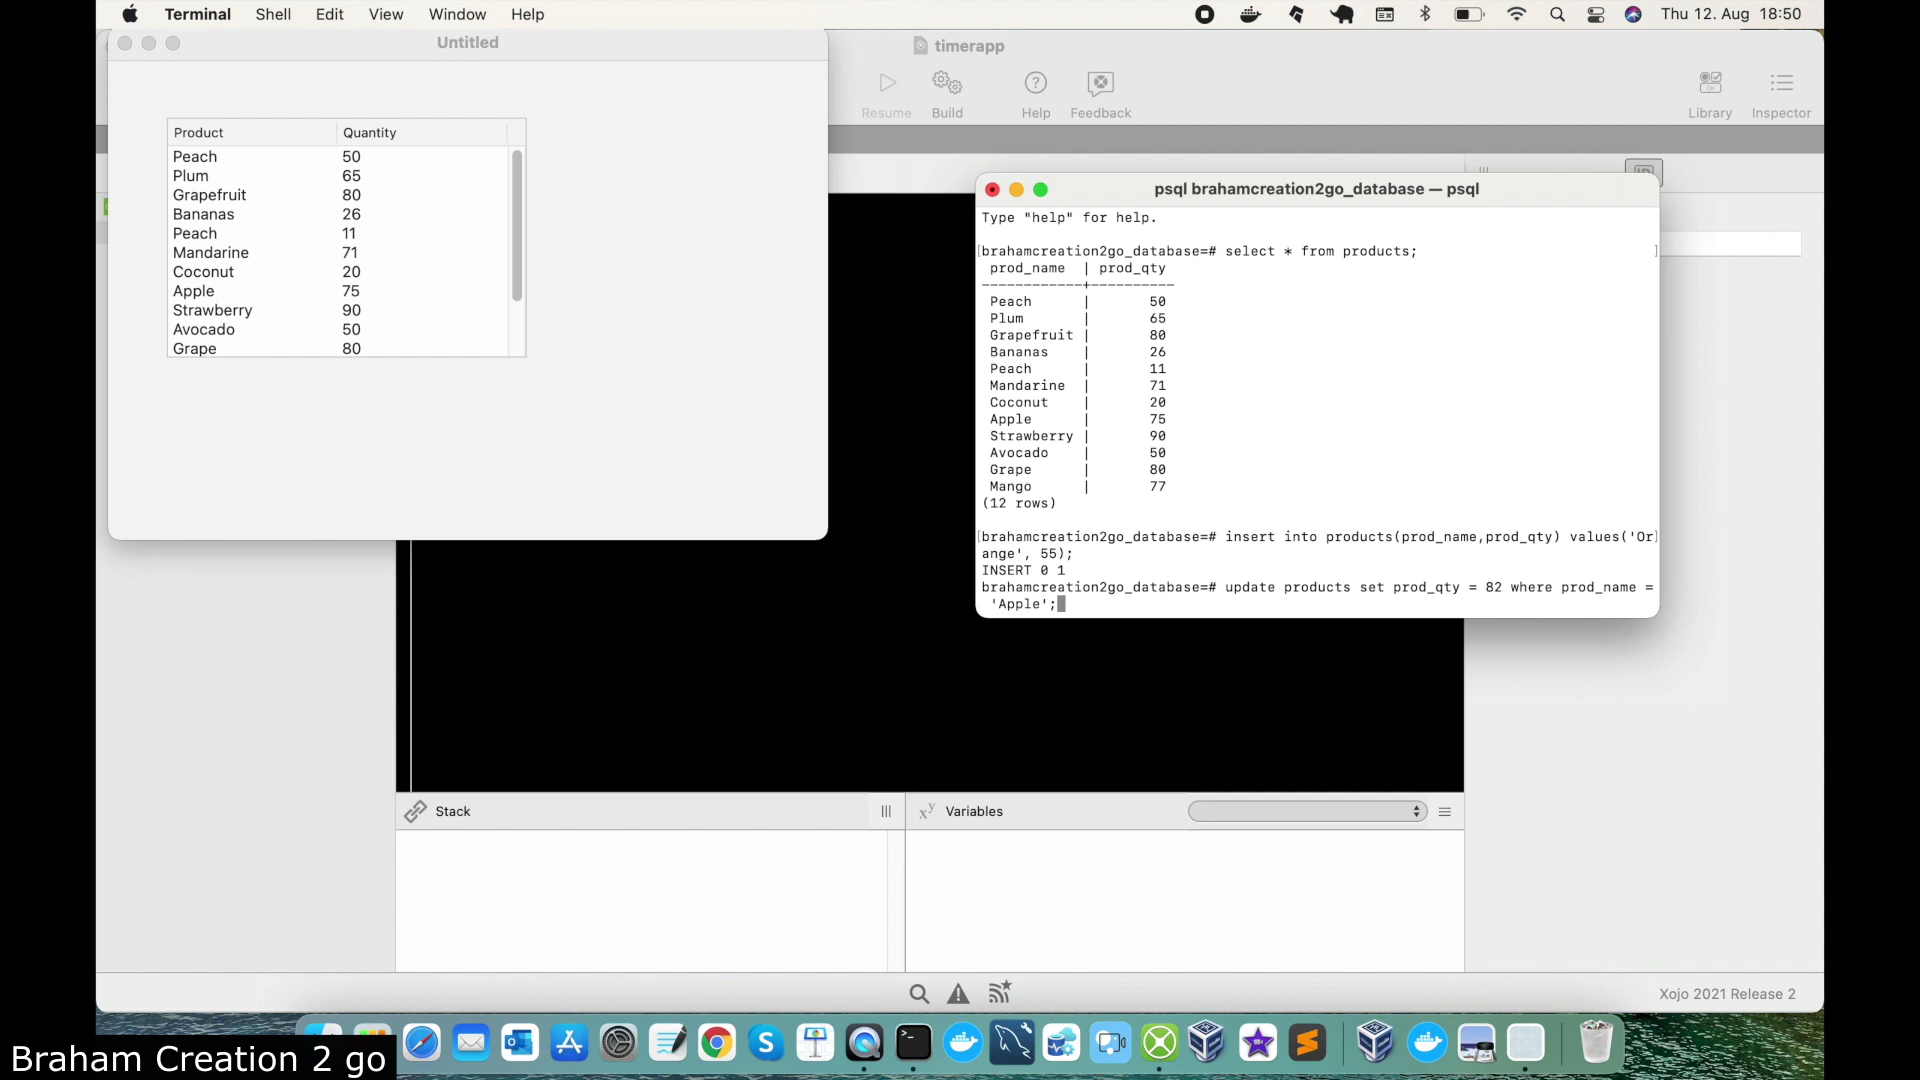 Terminal Shell Edit View Window Help Thu 12. Aug 18:50
Untitled
timerapp
Resume Build Help Feedback Library Inspector
Product Quantity
Peach 50
Plum 65
Grapefruit 80
Bananas 26
Peach 11
Mandarine 71
Coconut 20
Apple 75
Strawberry 90
Avocado 50
Grape 80
psql brahamcreation2go_database — psql
Type "help" for help.
[brahamcreation2go_database=# select * from products; ]
prod_name | prod_qty
------------+----------
Peach | 50
Plum | 65
Grapefruit | 80
Bananas | 26
Peach | 11
Mandarine | 71
Coconut | 20
Apple | 75
Strawberry | 90
Avocado | 50
Grape | 80
Mango | 77
(12 rows)
[brahamcreation2go_database=# insert into products(prod_name,prod_qty) values('Or]
ange', 55);
INSERT 0 1
brahamcreation2go_database=# update products set prod_qty = 82 where prod_name =
'Apple';
Stack
xy Variables
Xojo 2021 Release 2
Braham Creation 2 go